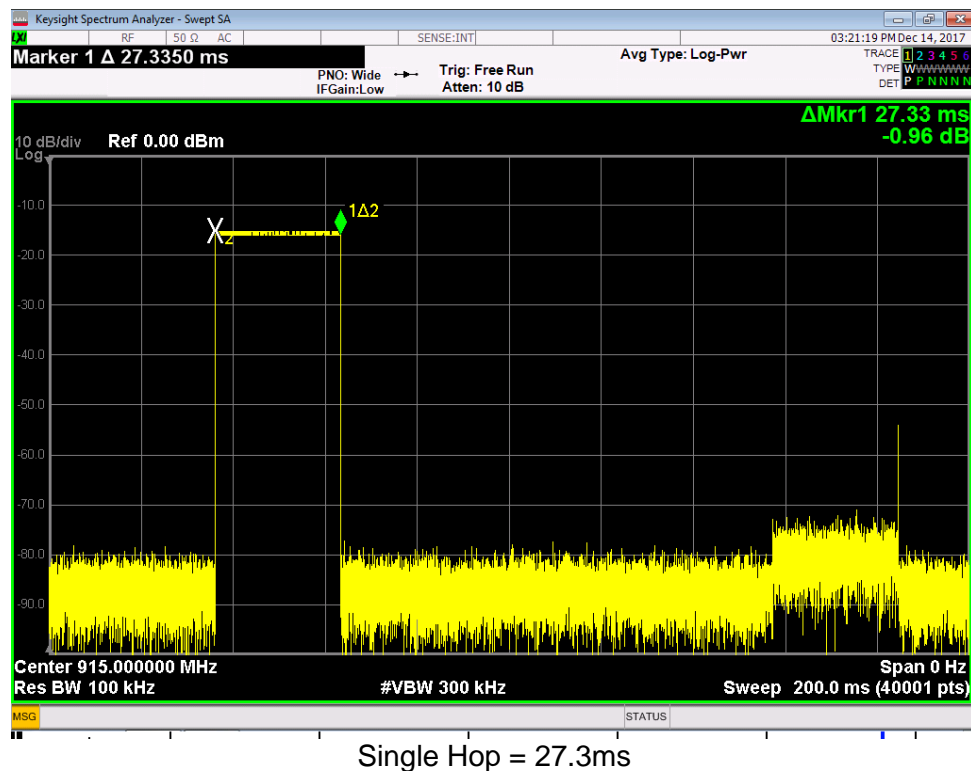 Keysight Spectrum Analyzer - Swept SA
LXI RF 50 Ω AC SENSE:INT 03:21:19 PM Dec 14, 2017
Marker 1 Δ 27.3350 ms
PNO: Wide
IFGain:Low
Trig: Free Run
Atten: 10 dB
Avg Type: Log-Pwr
TRACE 1 2 3 4 5 6
TYPE WWWWWW
DET P P N N N N
ΔMkr1 27.33 ms
-0.96 dB
10 dB/div Ref 0.00 dBm
Log
-10.0
1Δ2
X2
-20.0
-30.0
-40.0
-50.0
-60.0
-70.0
-80.0
-90.0
Center 915.000000 MHz Span 0 Hz
Res BW 100 kHz #VBW 300 kHz Sweep 200.0 ms (40001 pts)
MSG STATUS
Single Hop = 27.3ms